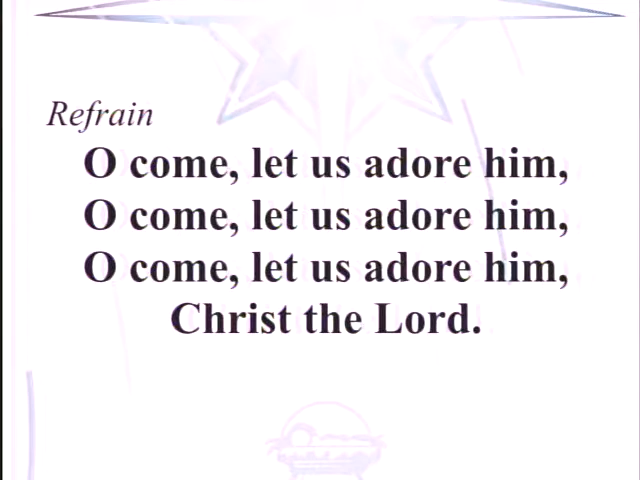 Refrain
O come, let us adore him,
O come, let us adore him,
O come, let us adore him,
Christ the Lord.